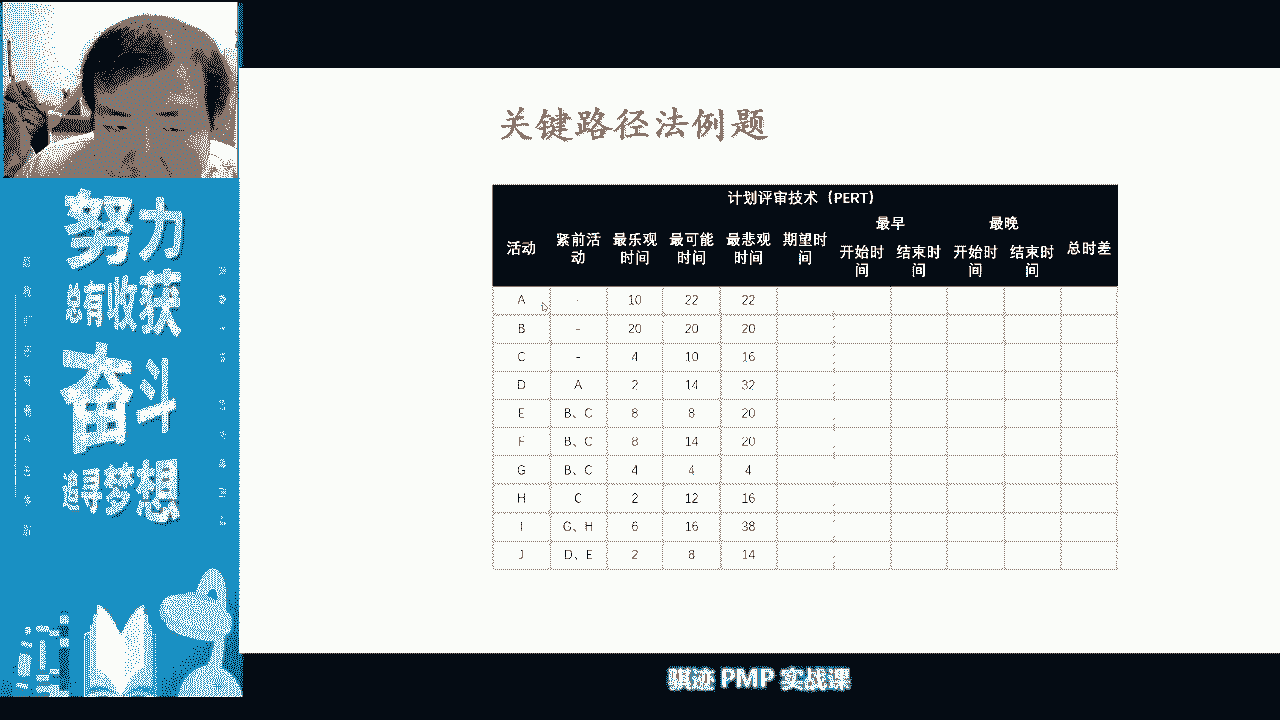 努力
总有收获
奋斗
追寻梦想
关键路径法例题
计划评审技术（PERT）
活动 紧前活动 最乐观时间 最可能时间 最悲观时间 期望时间 最早 最晚 总时差
开始时间 结束时间 开始时间 结束时间
A - 10 22 22
B - 20 20 20
C - 4 10 16
D A 2 14 32
E B、C 8 8 20
F B、C 8 14 20
G B、C 4 4 4
H C 2 12 16
I G、H 6 16 38
J D、E 2 8 14
骐迹 PMP 实战课